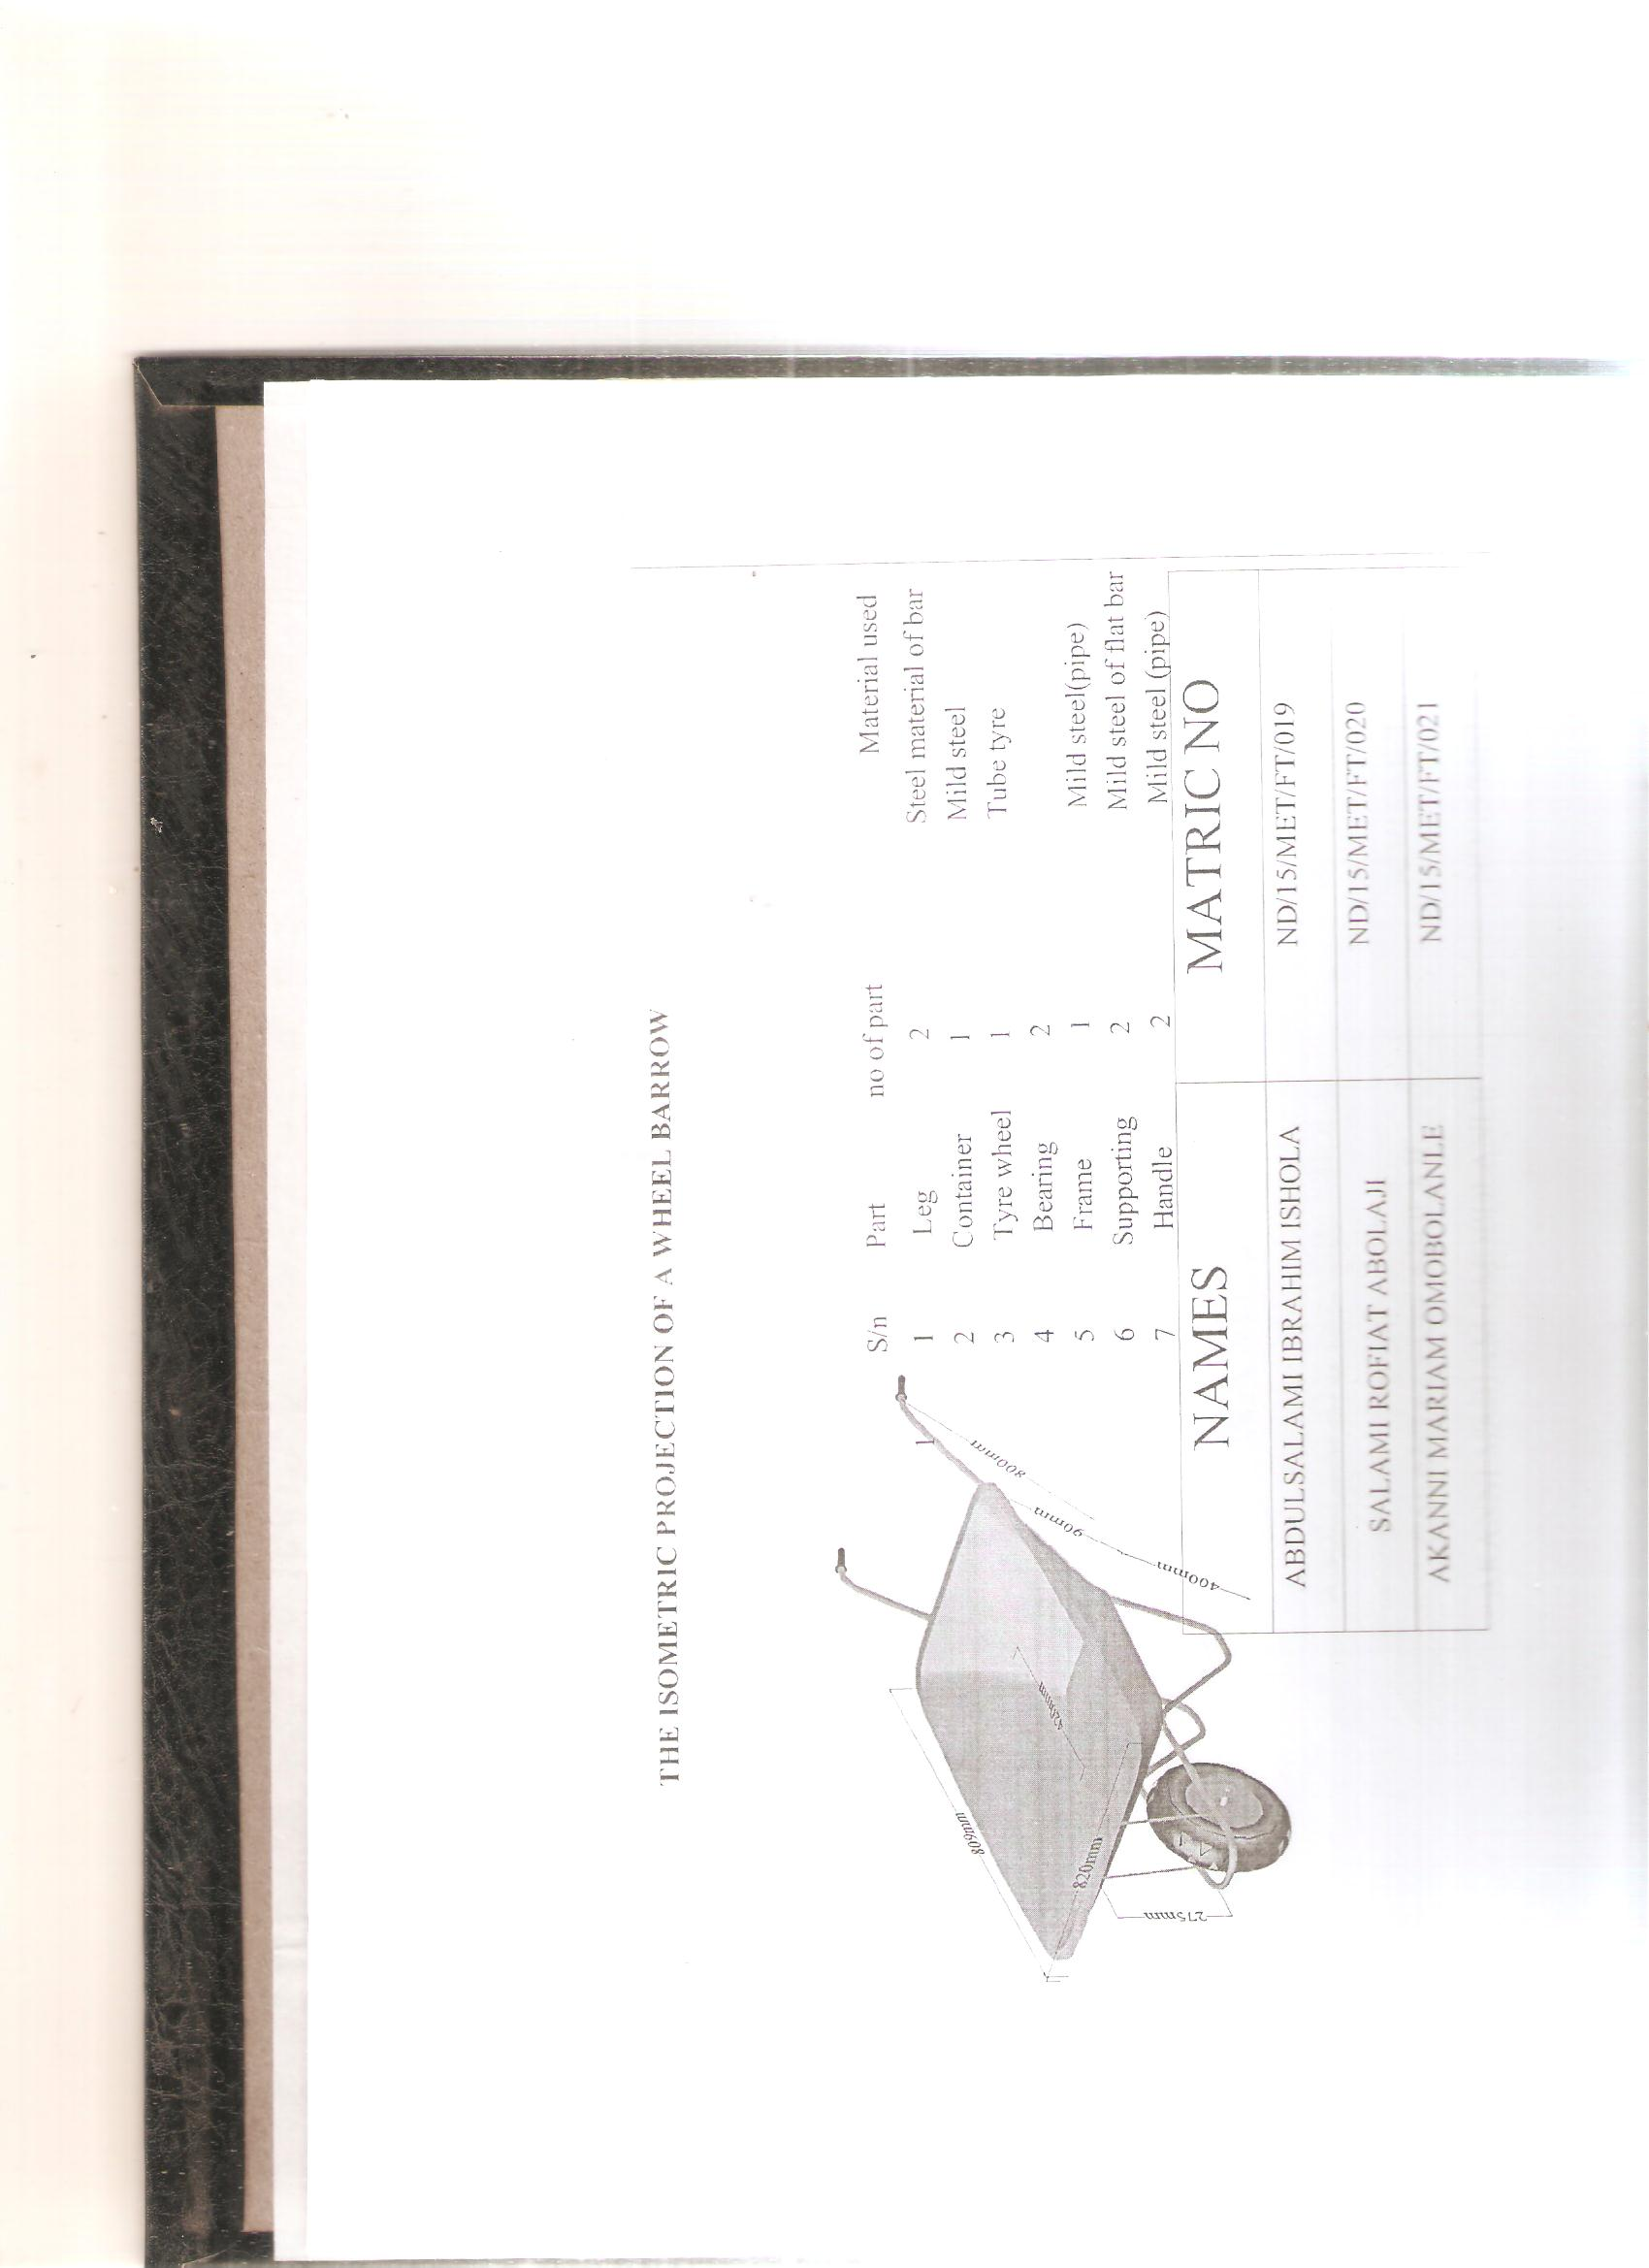 THE ISOMETRIC PROJECTION OF A WHEEL BARROW
S/n Part no of part Material used
1 Leg 2 Steel material of bar
2 Container 1 Mild steel
3 Tyre wheel 1 Tube tyre
4 Bearing 2
5 Frame 1 Mild steel(pipe)
6 Supporting 2 Mild steel of flat bar
7 Handle 2 Mild steel (pipe)
809mm
820mm
275mm
428mm
800mm
90mm
400mm
NAMES MATRIC NO
ABDULSALAMI IBRAHIM ISHOLA ND/15/MET/FT/019
SALAMI ROFIAT ABOLAJI ND/15/MET/FT/020
AKANNI MARIAM OMOBOLANLE ND/15/MET/FT/021